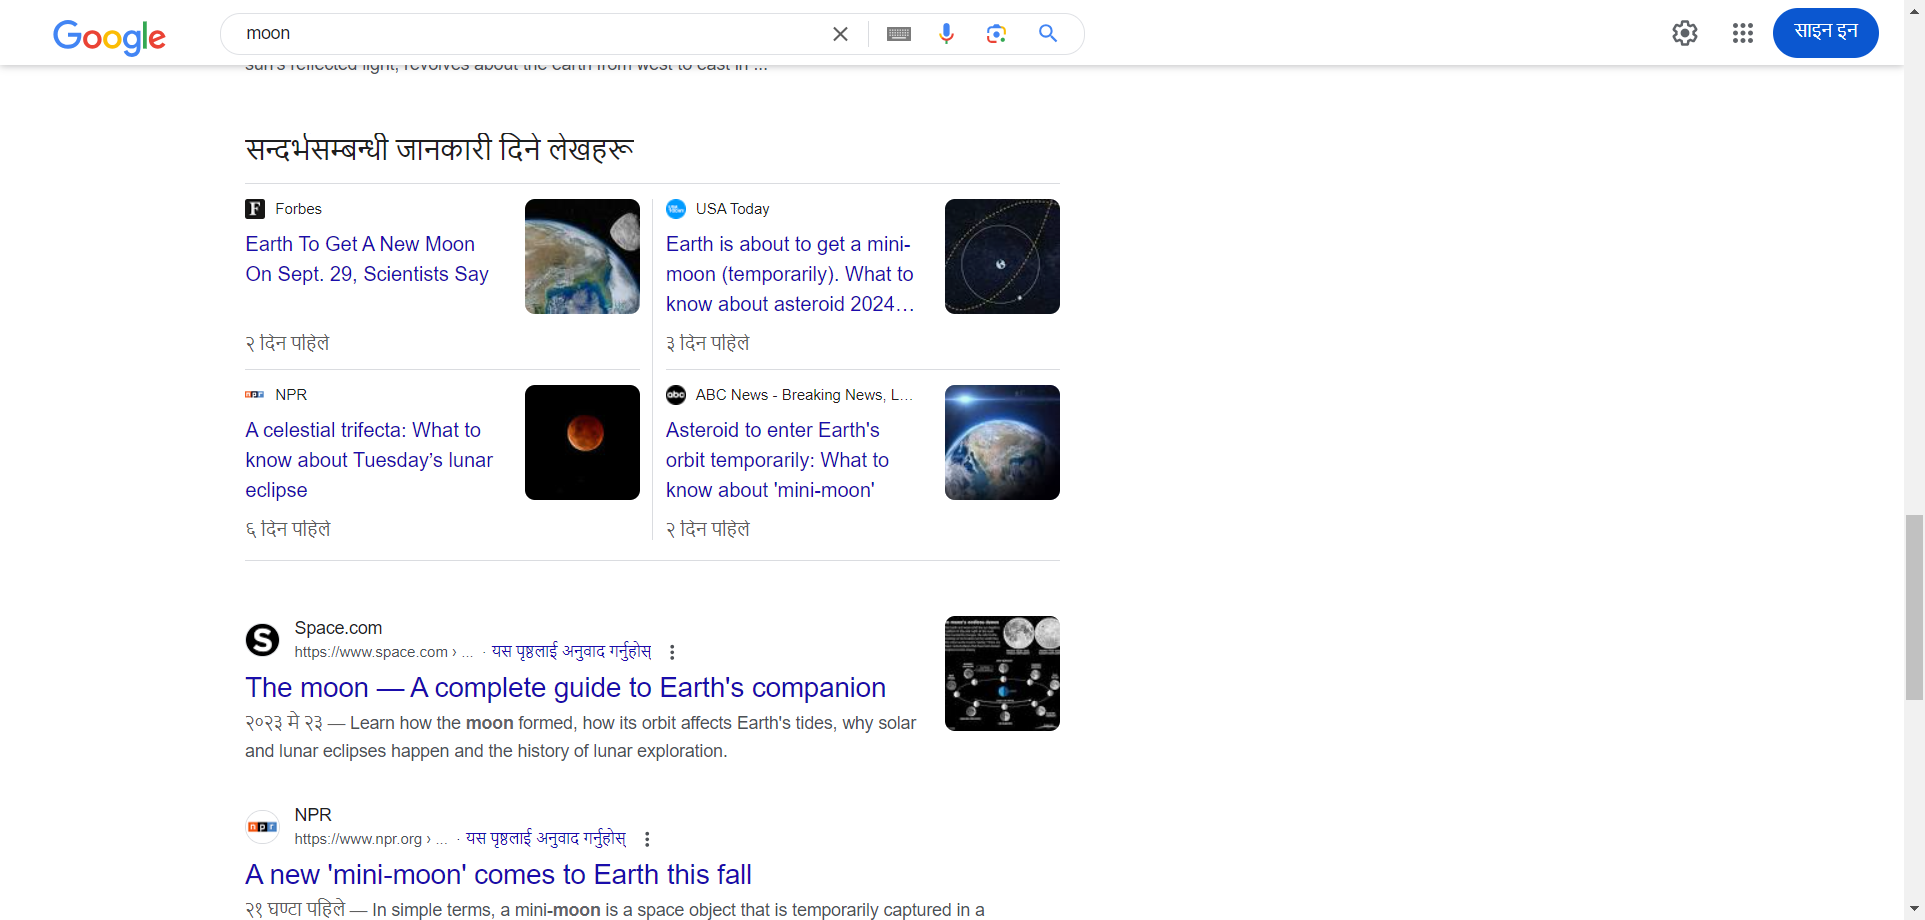 Google
moon
साइन इन
sun's reflected light, revolves about the earth from west to east in ...
सन्दर्भसम्बन्धी जानकारी दिने लेखहरू
Forbes
Earth To Get A New Moon
On Sept. 29, Scientists Say
२ दिन पहिले
USA Today
Earth is about to get a mini-
moon (temporarily). What to
know about asteroid 2024…
३ दिन पहिले
NPR
A celestial trifecta: What to
know about Tuesday’s lunar
eclipse
६ दिन पहिले
ABC News - Breaking News, L…
Asteroid to enter Earth's
orbit temporarily: What to
know about 'mini-moon'
२ दिन पहिले
Space.com
https://www.space.com › ... · यस पृष्ठलाई अनुवाद गर्नुहोस्
The moon — A complete guide to Earth's companion
२०२३ मे २३ — Learn how the moon formed, how its orbit affects Earth's tides, why solar
and lunar eclipses happen and the history of lunar exploration.
NPR
https://www.npr.org › ... · यस पृष्ठलाई अनुवाद गर्नुहोस्
A new 'mini-moon' comes to Earth this fall
२१ घण्टा पहिले — In simple terms, a mini-moon is a space object that is temporarily captured in a